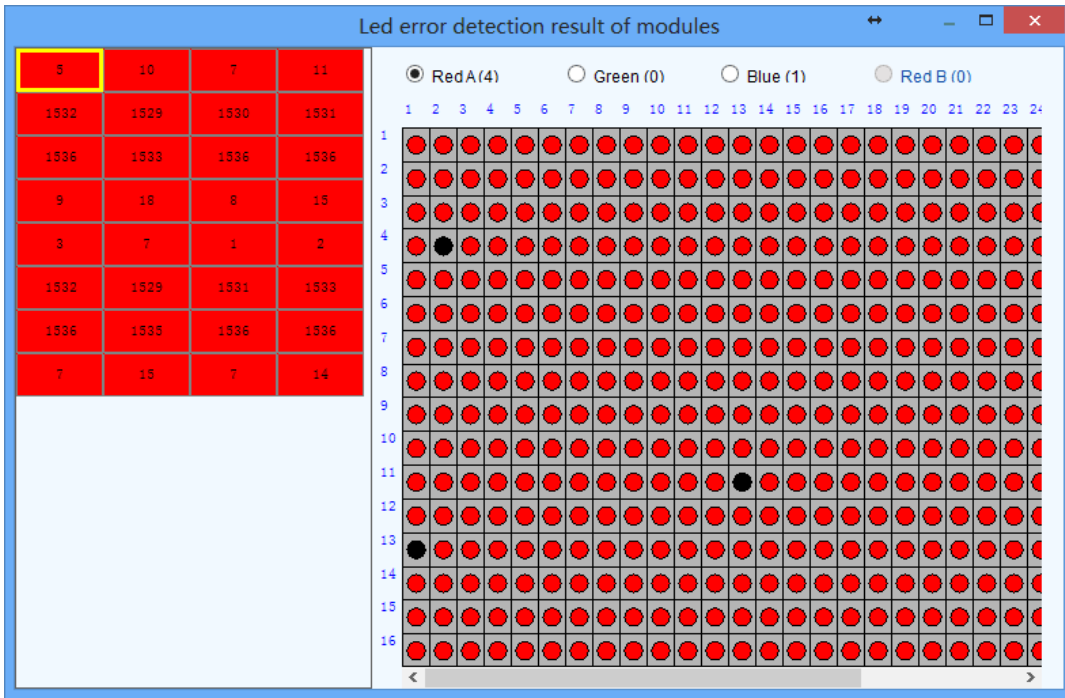 Led error detection result of modules
5 10 7 11
1532 1529 1530 1531
1536 1533 1536 1536
9 18 8 15
3 7 1 2
1532 1529 1531 1533
1536 1535 1536 1536
7 15 7 14
Red A (4) Green (0) Blue (1) Red B (0)
1 2 3 4 5 6 7 8 9 10 11 12 13 14 15 16 17 18 19 20 21 22 23 24
1
2
3
4
5
6
7
8
9
10
11
12
13
14
15
16